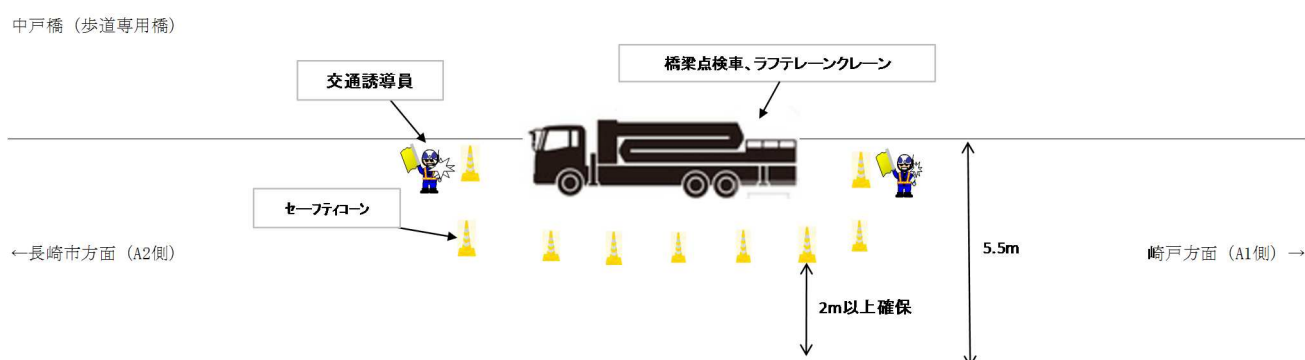 中戸橋（歩道専用橋）
橋梁点検車、ラフテレーンクレーン
交通誘導員
セーフティコーン
←長崎市方面（A2側）
5.5m
崎戸方面（A1側）→
2m以上確保